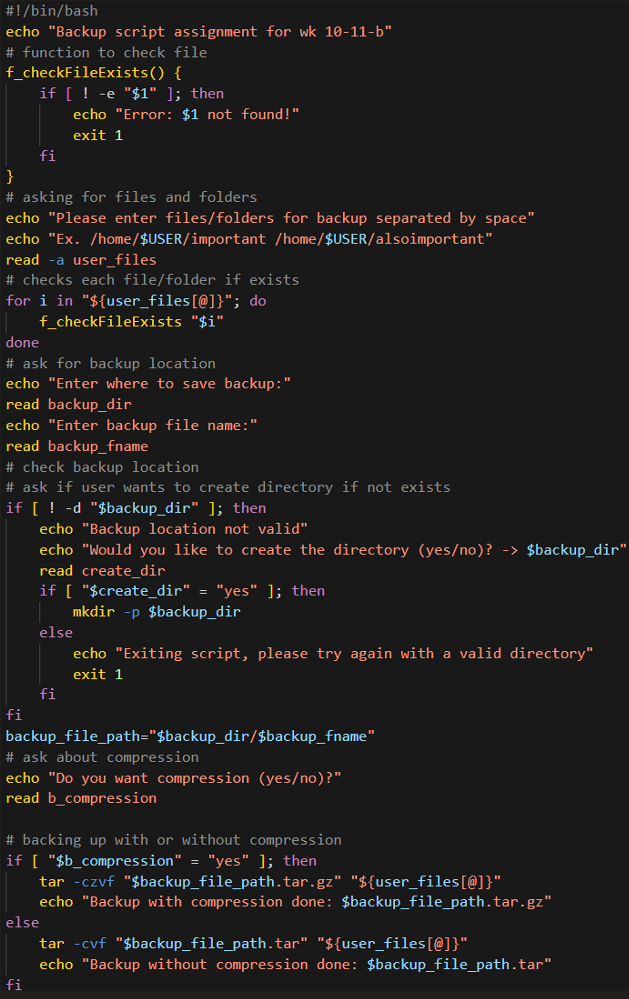 #!/bin/bash
echo "Backup script assignment for wk 10-11-b"
# function to check file
f_checkFileExists() {
    if [ ! -e "$1" ]; then
        echo "Error: $1 not found!"
        exit 1
    fi
}
# asking for files and folders
echo "Please enter files/folders for backup separated by space"
echo "Ex. /home/$USER/important /home/$USER/alsoimportant"
read -a user_files
# checks each file/folder if exists
for i in "${user_files[@]}"; do
    f_checkFileExists "$i"
done
# ask for backup location
echo "Enter where to save backup:"
read backup_dir
echo "Enter backup file name:"
read backup_fname
# check backup location
# ask if user wants to create directory if not exists
if [ ! -d "$backup_dir" ]; then
    echo "Backup location not valid"
    echo "Would you like to create the directory (yes/no)? -> $backup_dir"
    read create_dir
    if [ "$create_dir" = "yes" ]; then
        mkdir -p $backup_dir
    else
        echo "Exiting script, please try again with a valid directory"
        exit 1
    fi
fi
backup_file_path="$backup_dir/$backup_fname"
# ask about compression
echo "Do you want compression (yes/no)?"
read b_compression

# backing up with or without compression
if [ "$b_compression" = "yes" ]; then
    tar -czvf "$backup_file_path.tar.gz" "${user_files[@]}"
    echo "Backup with compression done: $backup_file_path.tar.gz"
else
    tar -cvf "$backup_file_path.tar" "${user_files[@]}"
    echo "Backup without compression done: $backup_file_path.tar"
fi